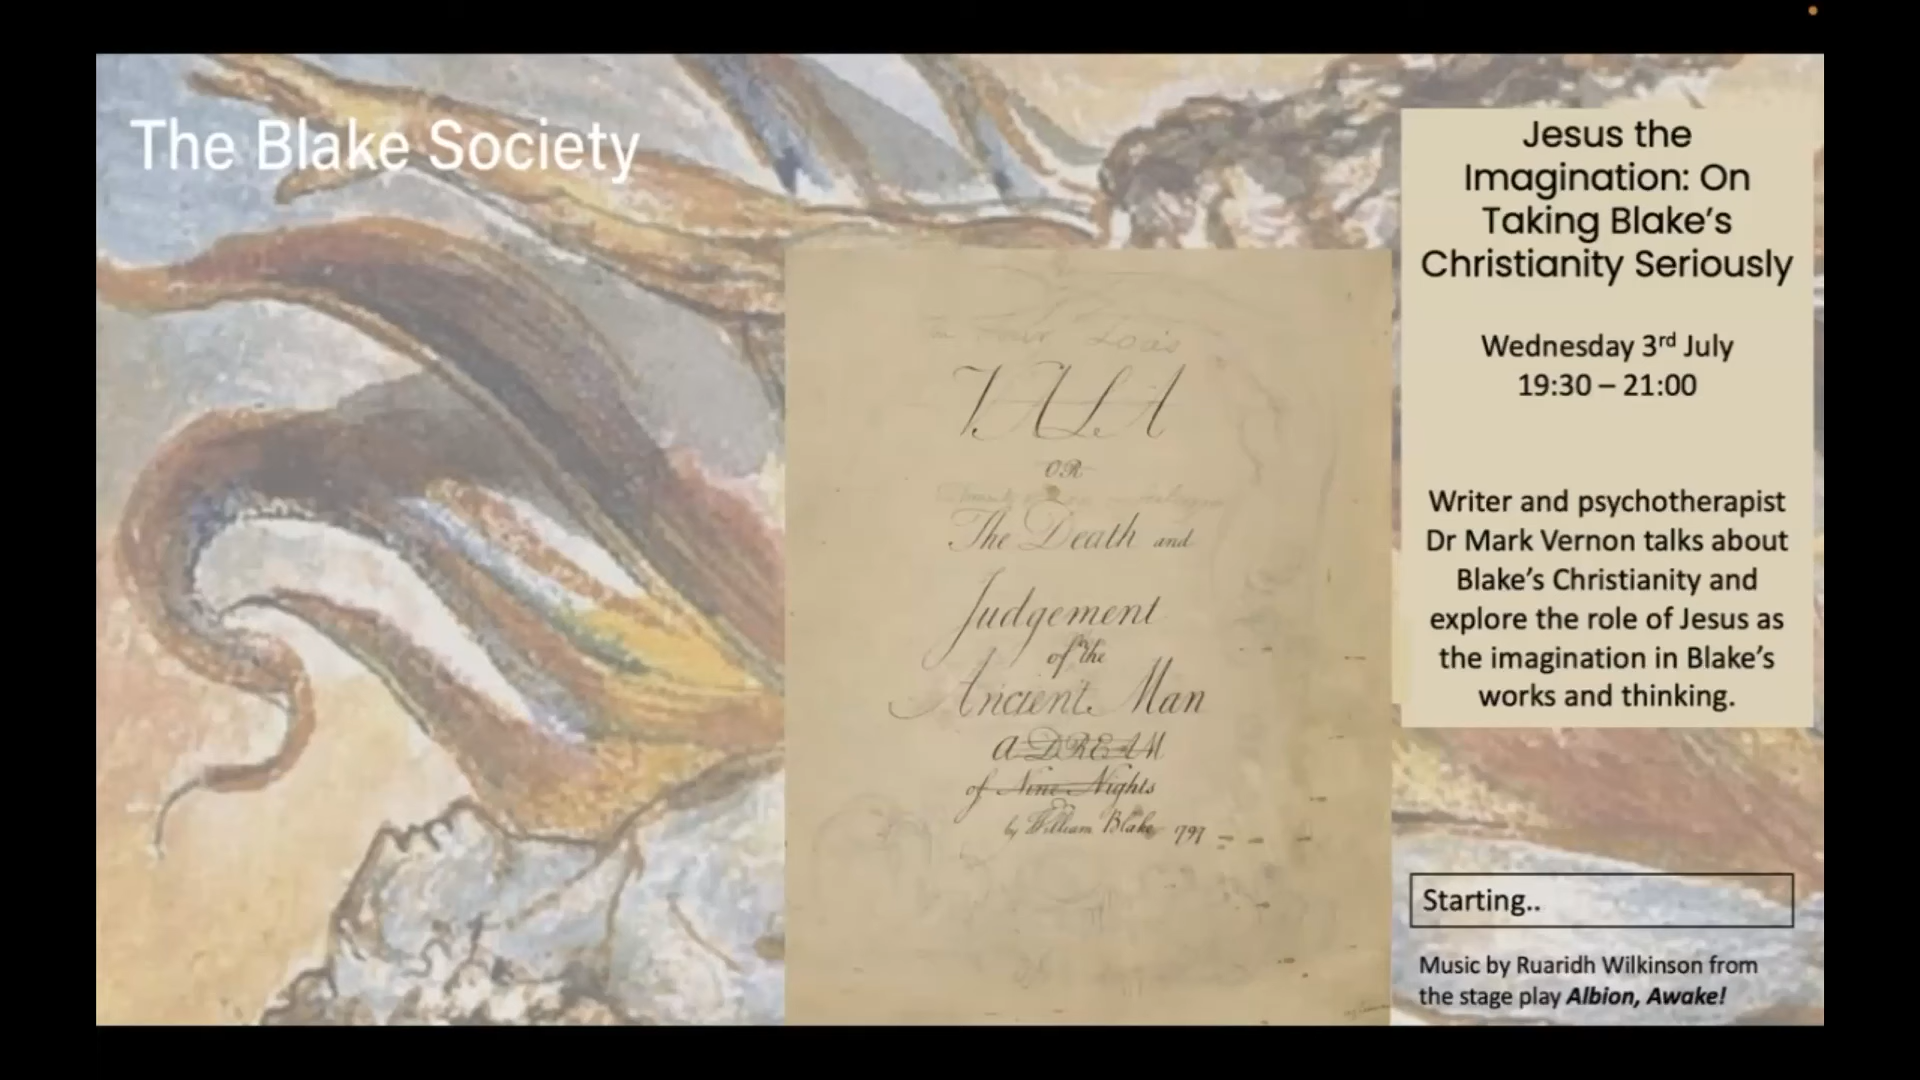 The Blake Society
The Four Zoas
VALA
OR
The Death and
Judgement
of the
Ancient Man
a DREAM
of Nine Nights
by William Blake 1797
Jesus the
Imagination: On
Taking Blake's
Christianity Seriously
Wednesday 3rd July
19:30 – 21:00
Writer and psychotherapist
Dr Mark Vernon talks about
Blake's Christianity and
explore the role of Jesus as
the imagination in Blake's
works and thinking.
Starting..
Music by Ruaridh Wilkinson from
the stage play Albion, Awake!